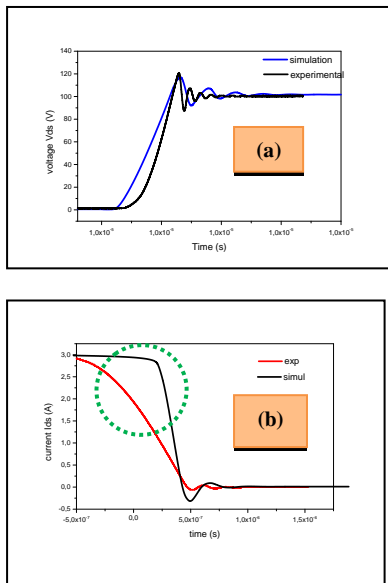 140
120
100
80
60
40
20
0
voltage Vds (V)
simulation
experimental
(a)
1,0x10⁻⁶ 1,0x10⁻⁶ 1,0x10⁻⁶ 1,0x10⁻⁶ 1,0x10⁻⁶
Time (s)
3,0
2,5
2,0
1,5
1,0
0,5
0,0
-0,5
current Ids (A)
exp
simul
(b)
-5,0x10⁻⁷ 0,0 5,0x10⁻⁷ 1,0x10⁻⁶ 1,5x10⁻⁶
time (s)